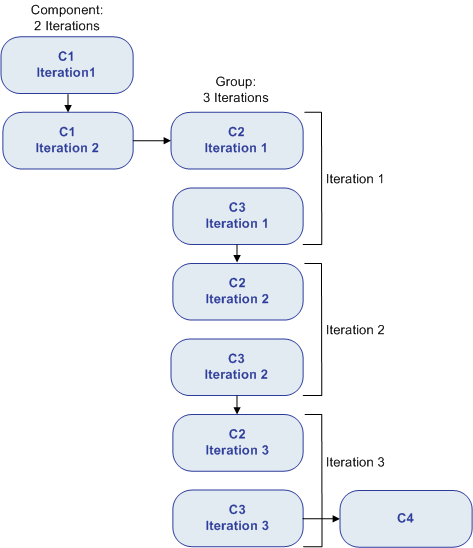 Component:
2 Iterations
C1
Iteration1
Group:
3 Iterations
C1
Iteration 2
C2
Iteration 1
Iteration 1
C3
Iteration 1
C2
Iteration 2
Iteration 2
C3
Iteration 2
C2
Iteration 3
Iteration 3
C3
Iteration 3
C4